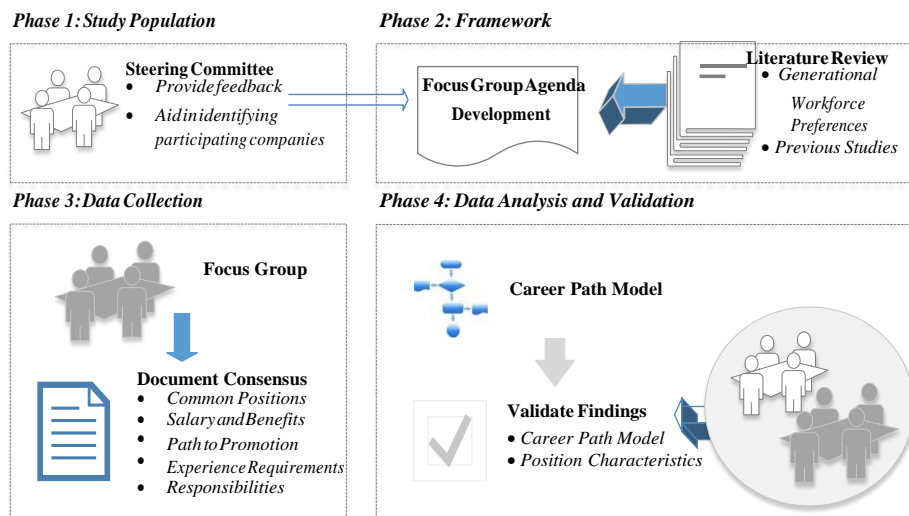 Phase 1: Study Population
Steering Committee
• Provide feedback
• Aid in identifying
participating companies
Phase 2: Framework
Focus Group Agenda
Development
Literature Review
• Generational
Workforce
Preferences
• Previous Studies
Phase 3: Data Collection
Focus Group
Document Consensus
• Common Positions
• Salary and Benefits
• Path to Promotion
• Experience Requirements
• Responsibilities
Phase 4: Data Analysis and Validation
Career Path Model
Validate Findings
• Career Path Model
• Position Characteristics